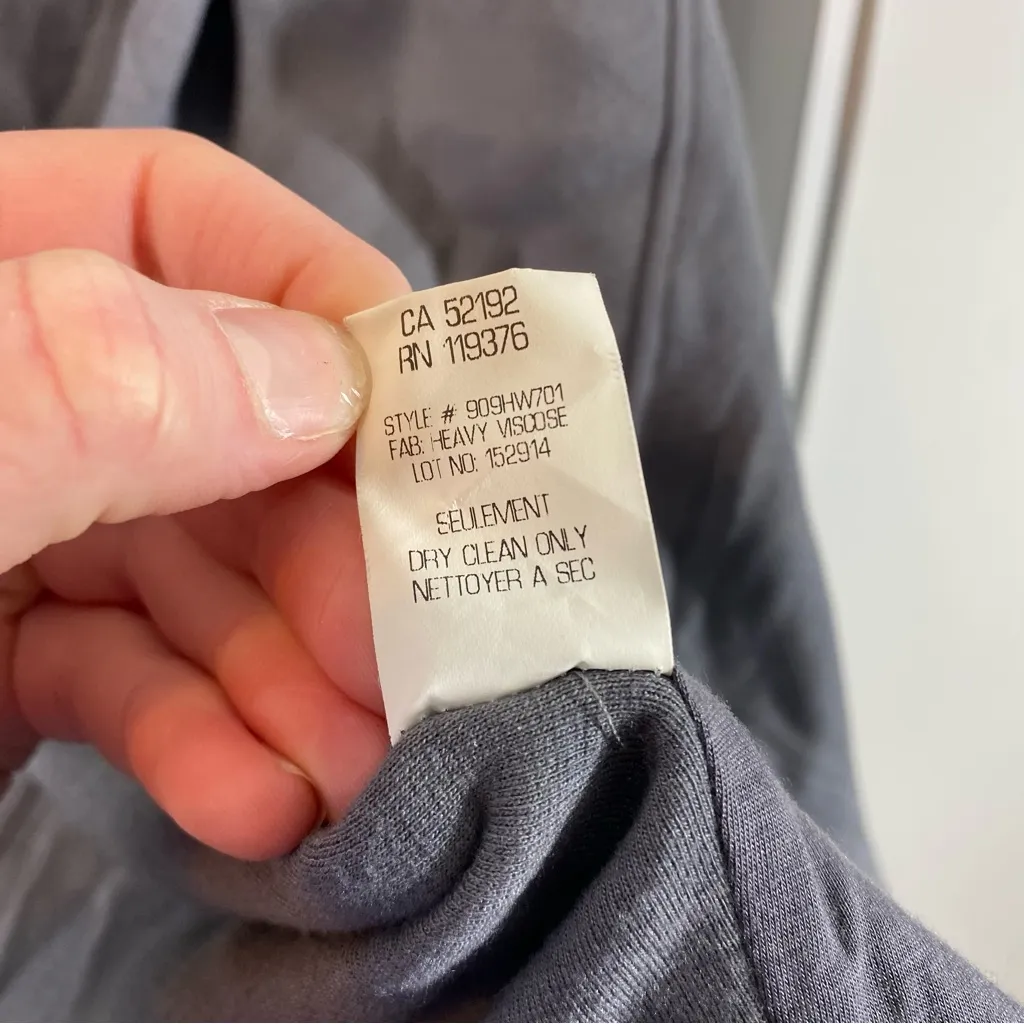 CA 52192
RN 119376
STYLE # 909HW701
FAB: HEAVY VISCOSE
LOT NO: 152914
SEULEMENT
DRY CLEAN ONLY
NETTOYER A SEC